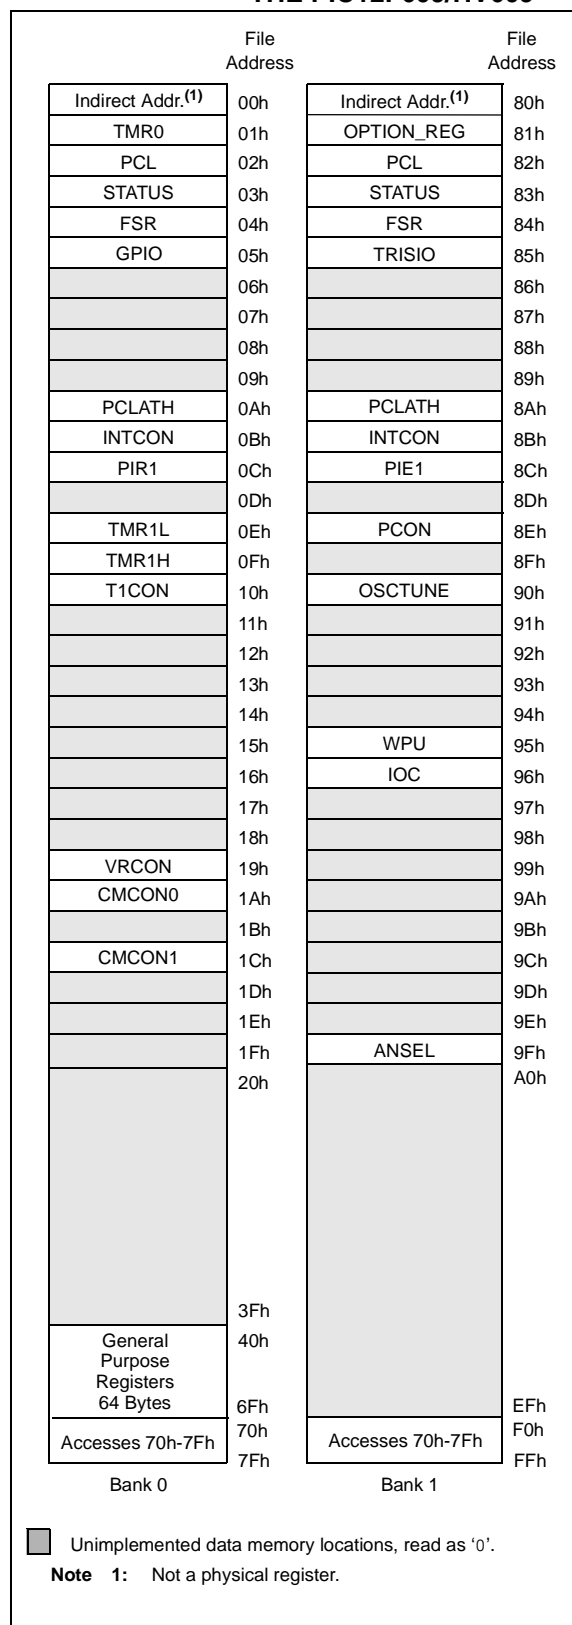 File File
Address Address
Indirect Addr.(1) 00h Indirect Addr.(1) 80h
TMR0 01h OPTION_REG 81h
PCL 02h PCL 82h
STATUS 03h STATUS 83h
FSR 04h FSR 84h
GPIO 05h TRISIO 85h
06h 86h
07h 87h
08h 88h
09h 89h
PCLATH 0Ah PCLATH 8Ah
INTCON 0Bh INTCON 8Bh
PIR1 0Ch PIE1 8Ch
0Dh 8Dh
TMR1L 0Eh PCON 8Eh
TMR1H 0Fh 8Fh
T1CON 10h OSCTUNE 90h
11h 91h
12h 92h
13h 93h
14h 94h
15h WPU 95h
16h IOC 96h
17h 97h
18h 98h
VRCON 19h 99h
CMCON0 1Ah 9Ah
1Bh 9Bh
CMCON1 1Ch 9Ch
1Dh 9Dh
1Eh 9Eh
1Fh ANSEL 9Fh
20h A0h
3Fh
General 40h
Purpose
Registers
64 Bytes 6Fh EFh
70h F0h
Accesses 70h-7Fh Accesses 70h-7Fh
7Fh FFh
Bank 0 Bank 1
Unimplemented data memory locations, read as ‘0’.
Note 1: Not a physical register.